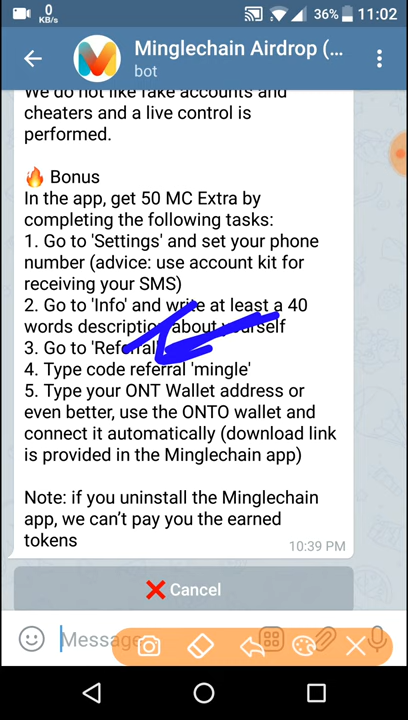 0
KB/s
36%
11:02
Minglechain Airdrop (...
bot
We do not like fake accounts and
cheaters and a live control is
performed.
🔥 Bonus
In the app, get 50 MC Extra by
completing the following tasks:
1. Go to 'Settings' and set your phone
number (advice: use account kit for
receiving your SMS)
2. Go to 'Info' and write at least a 40
words description about yourself
3. Go to 'Referral'
4. Type code referral 'mingle'
5. Type your ONT Wallet address or
even better, use the ONTO wallet and
connect it automatically (download link
is provided in the Minglechain app)
Note: if you uninstall the Minglechain
app, we can't pay you the earned
tokens
10:39 PM
❌ Cancel
Message